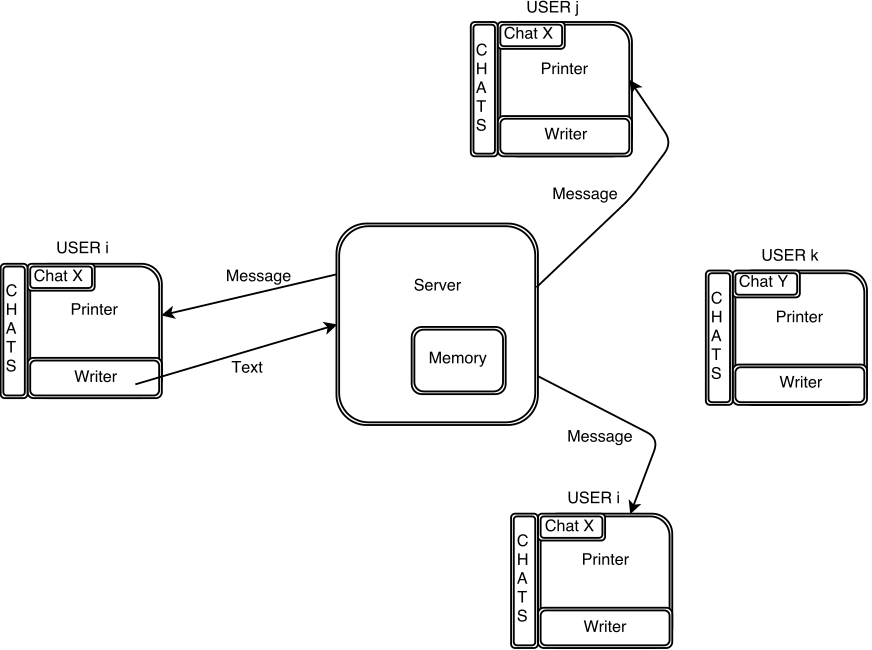 USER j
Chat X
Printer
CHATS
Writer
Message
USER i
Chat X
Printer
CHATS
Writer
Message
Text
Server
Memory
USER k
Chat Y
Printer
CHATS
Writer
Message
USER i
Chat X
Printer
CHATS
Writer